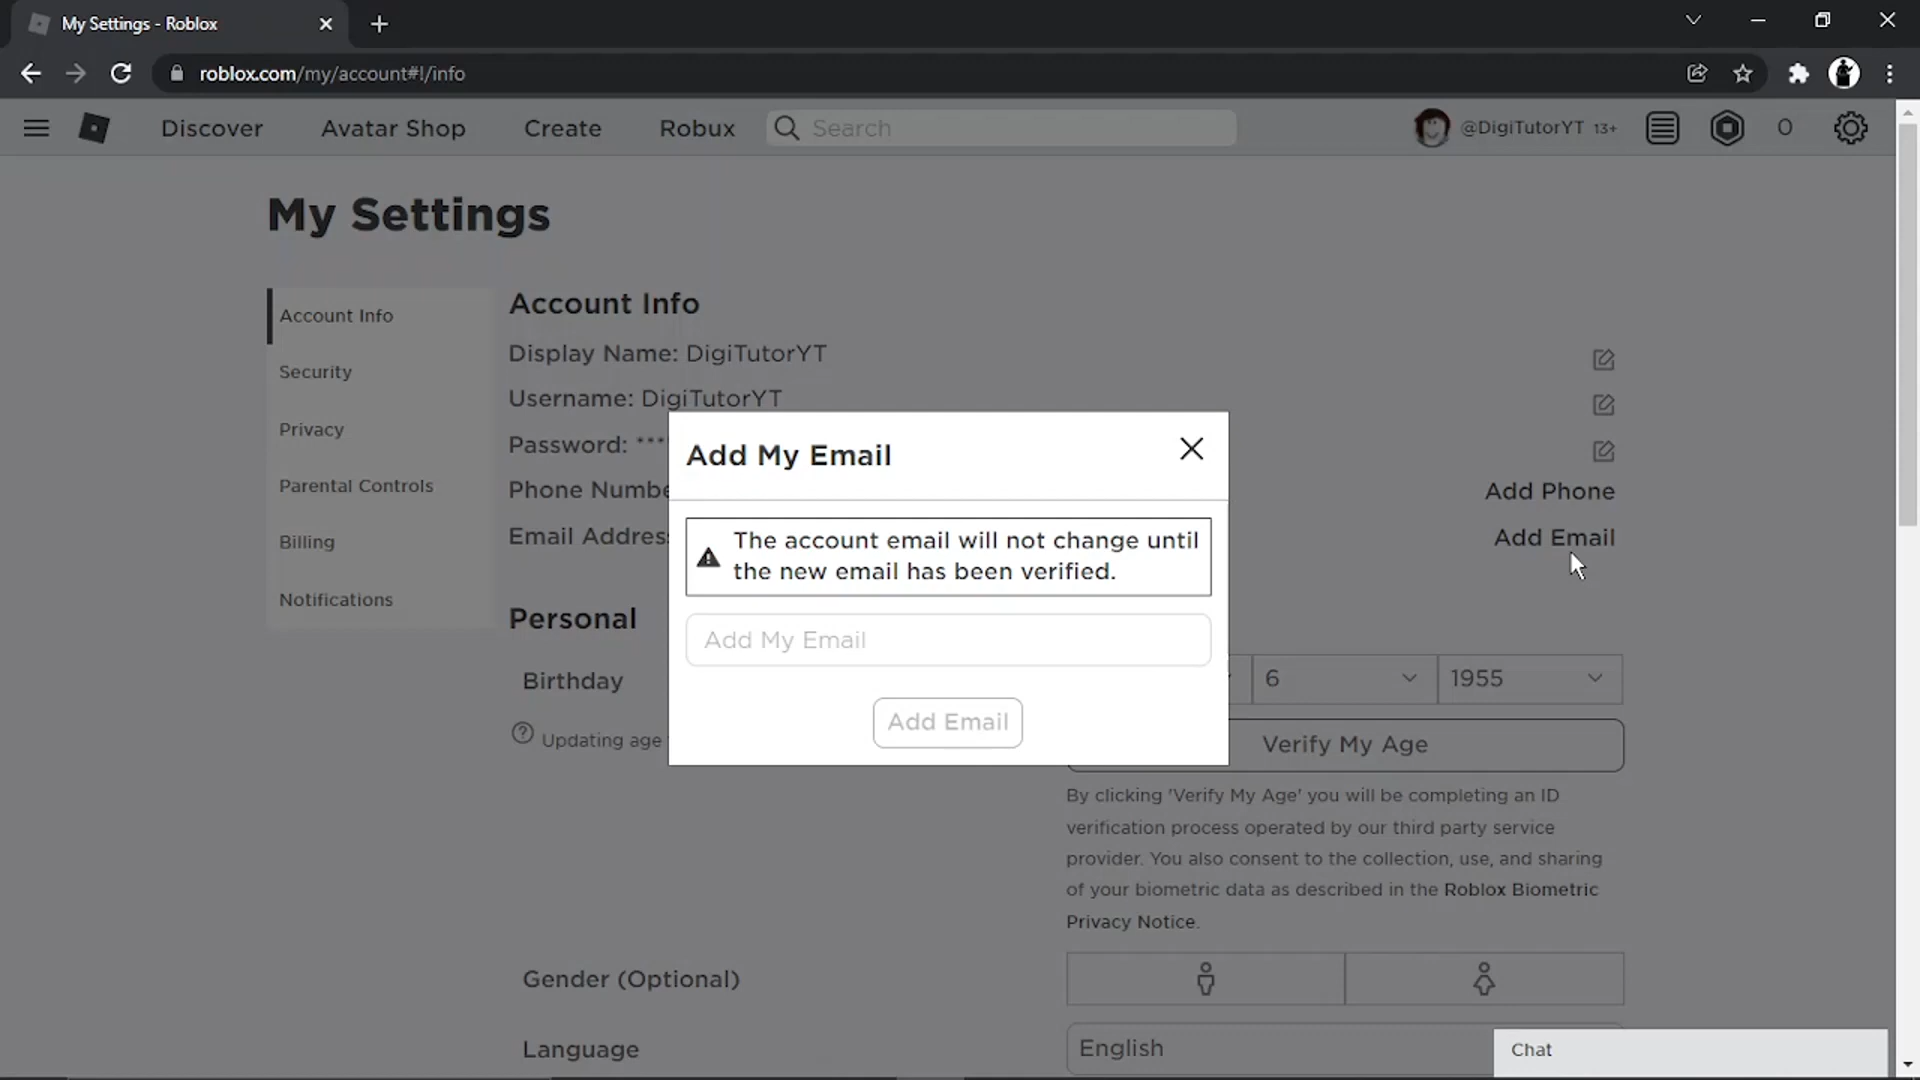 My Settings - Roblox
roblox.com/my/account#!/info
Discover
Avatar Shop
Create
Robux
Search
@DigiTutorYT 13+
0
My Settings
Account Info
Security
Privacy
Parental Controls
Billing
Notifications
Account Info
Display Name: DigiTutorYT
Username: DigiTutorYT
Password: ***
Phone Numbe
Add Phone
Email Addres
Add Email
Add My Email
The account email will not change until
the new email has been verified.
Add My Email
Add Email
Personal
Birthday
6
1955
Updating age
Verify My Age
By clicking 'Verify My Age' you will be completing an ID
verification process operated by our third party service
provider. You also consent to the collection, use, and sharing
of your biometric data as described in the Roblox Biometric
Privacy Notice.
Gender (Optional)
Language
English
Chat